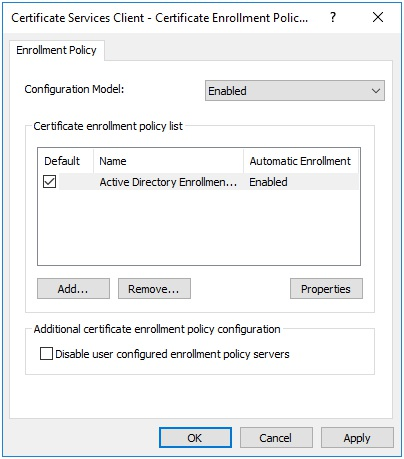 Certificate Services Client - Certificate Enrollment Polic... ?
Enrollment Policy
Configuration Model: Enabled
Certificate enrollment policy list
Default Name Automatic Enrollment
Active Directory Enrollmen... Enabled
Add... Remove... Properties
Additional certificate enrollment policy configuration
Disable user configured enrollment policy servers
OK Cancel Apply